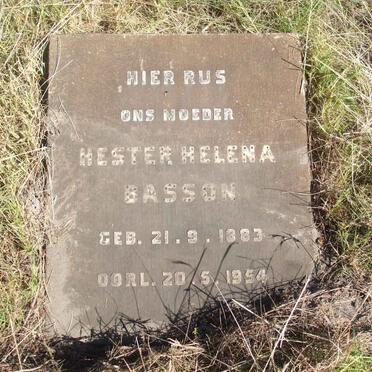 HIER RUS
ONS MOEDER
HESTER HELENA
BASSON
GEB. 21. 9. 1883
OORL. 20. 5. 1954